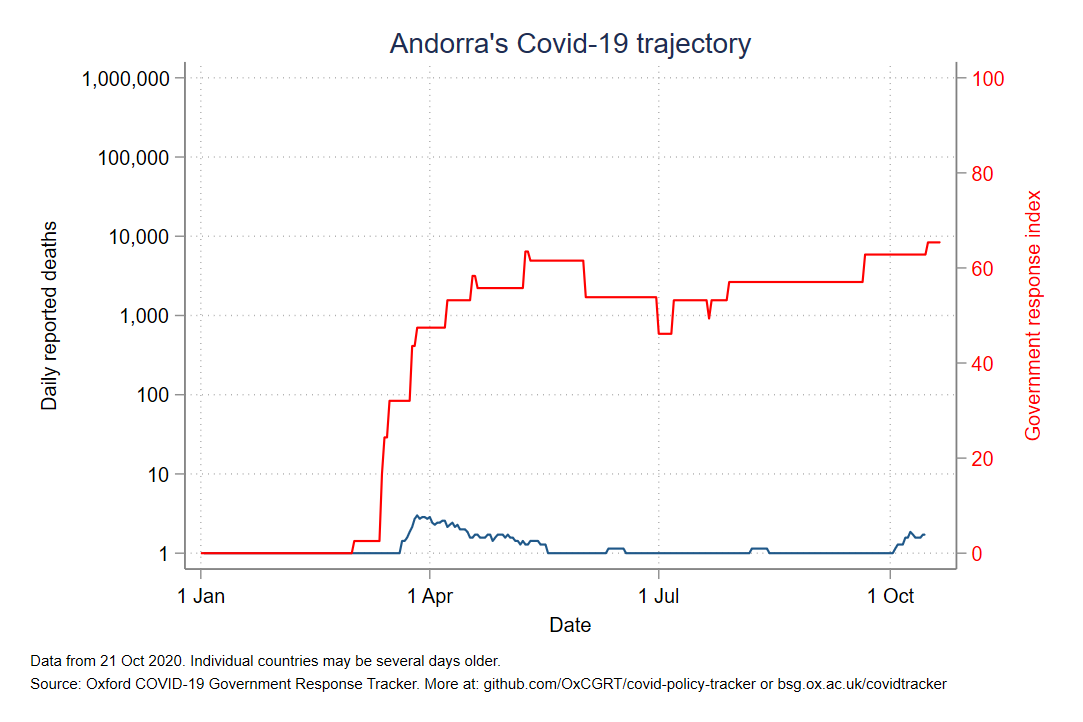 Andorra's Covid-19 trajectory
1,000,000
100,000
10,000
1,000
100
10
1
Daily reported deaths
100
80
60
40
20
0
Government response index
1 Jan
1 Apr
1 Jul
1 Oct
Date
Data from 21 Oct 2020. Individual countries may be several days older.
Source: Oxford COVID-19 Government Response Tracker. More at: github.com/OxCGRT/covid-policy-tracker or bsg.ox.ac.uk/covidtracker